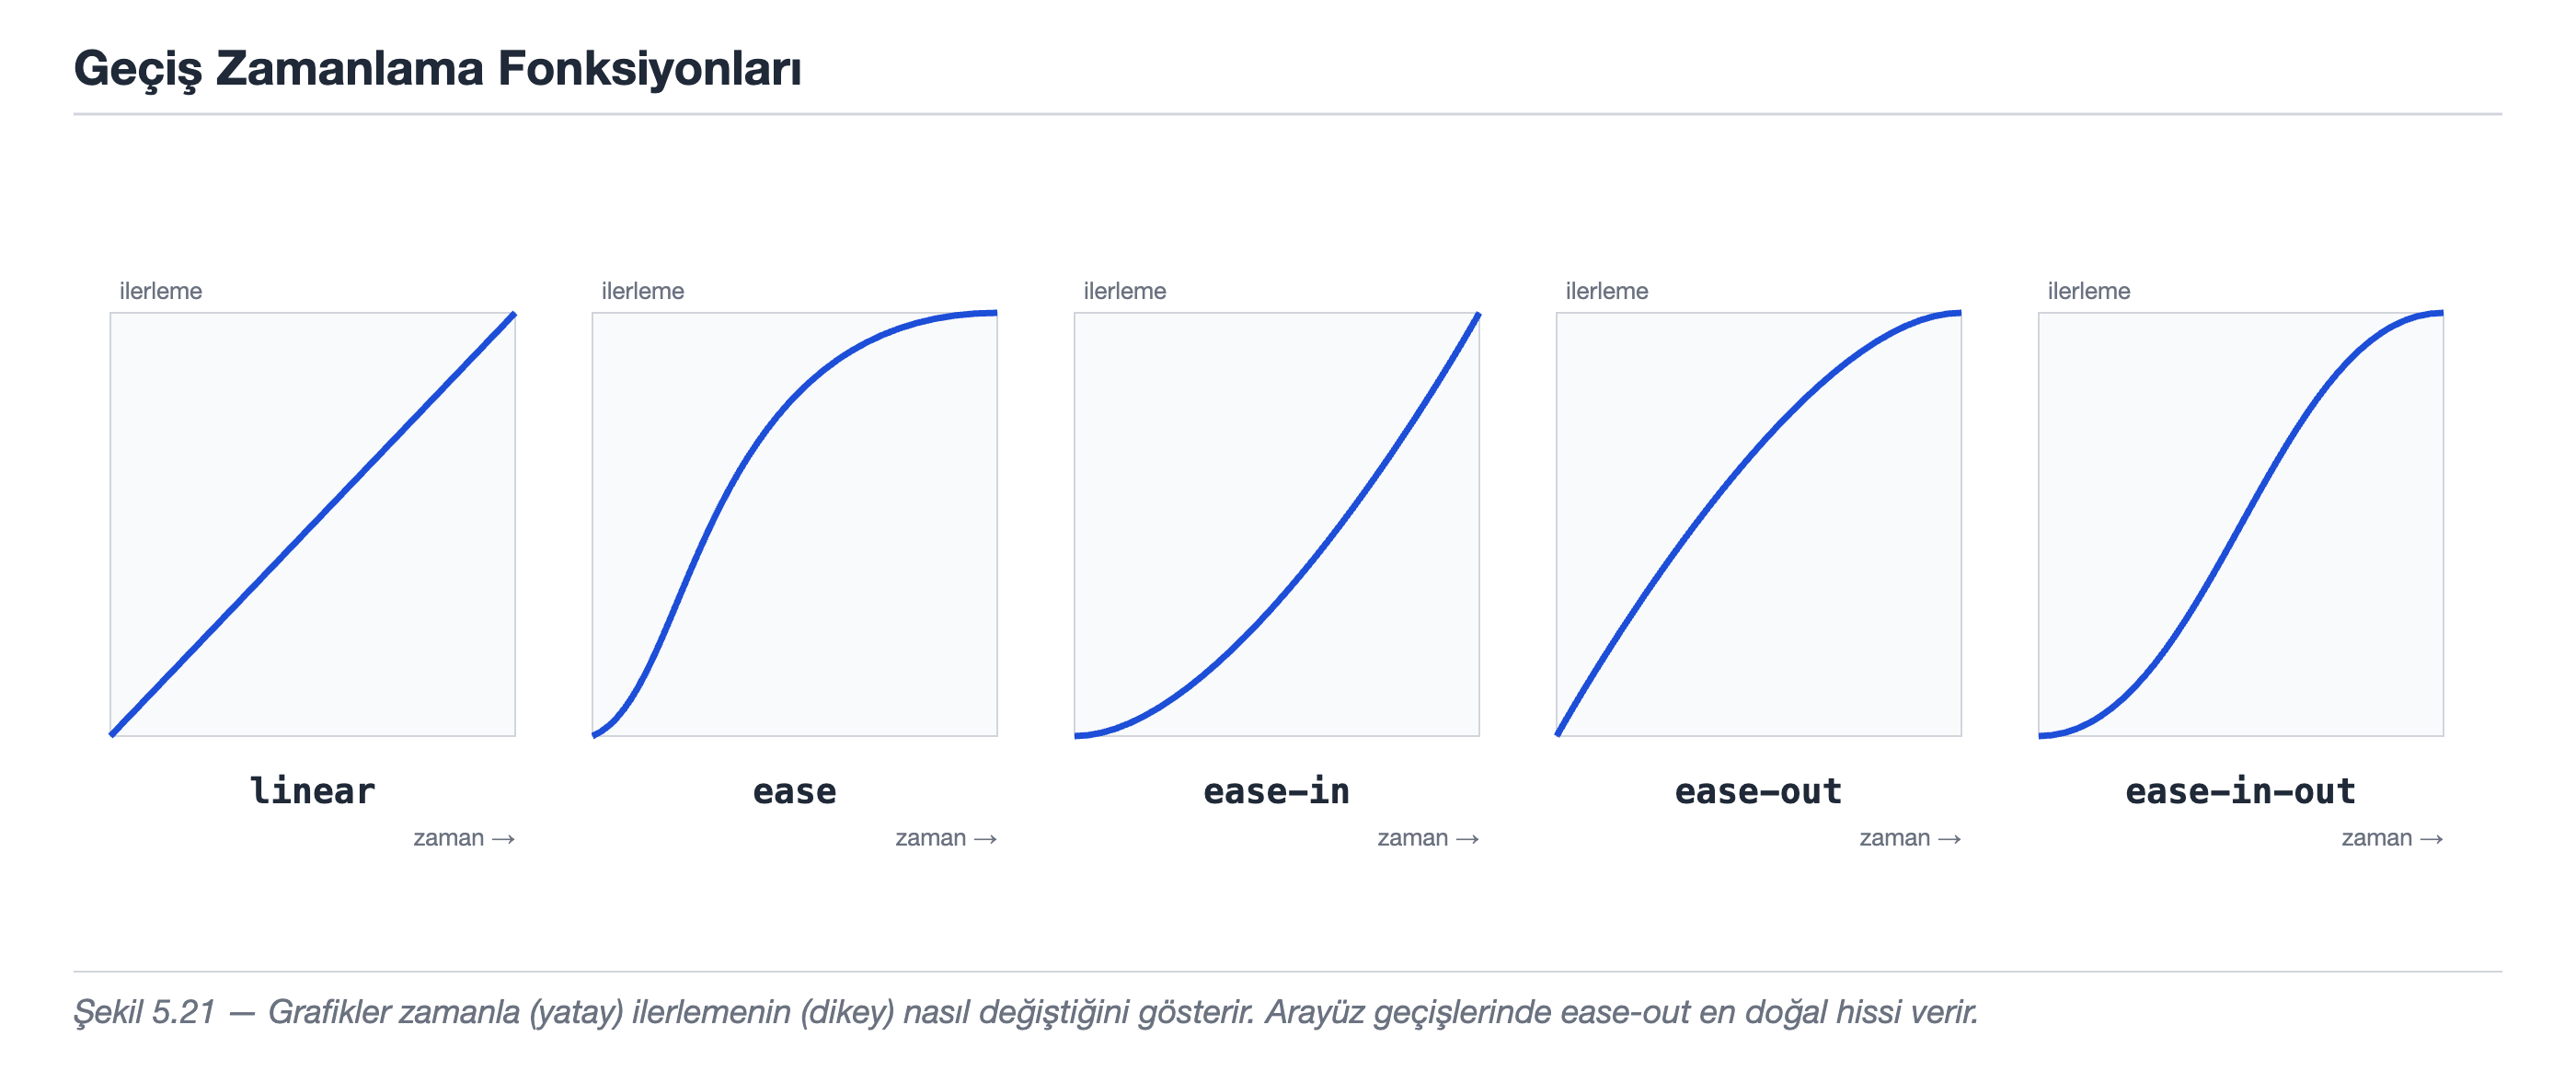 Geçiş Zamanlama Fonksiyonları
ilerleme
ilerleme
ilerleme
ilerleme
ilerleme
linear
ease
ease-in
ease-out
ease-in-out
zaman →
zaman →
zaman →
zaman →
zaman →
Şekil 5.21 — Grafikler zamanla (yatay) ilerlemenin (dikey) nasıl değiştiğini gösterir. Arayüz geçişlerinde ease-out en doğal hissi verir.